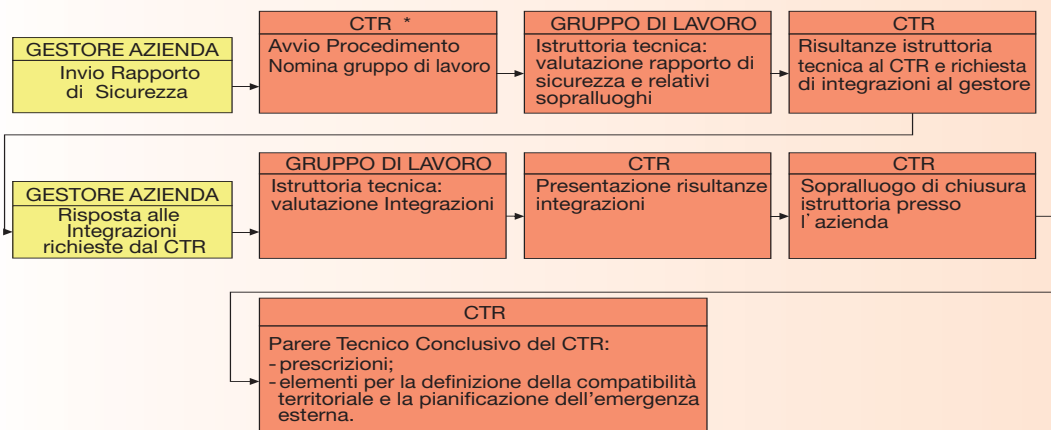 GESTORE AZIENDA
Invio Rapporto
di Sicurezza
CTR *
Avvio Procedimento
Nomina gruppo di lavoro
GRUPPO DI LAVORO
Istruttoria tecnica:
valutazione rapporto di
sicurezza e relativi
sopralluoghi
CTR
Risultanze istruttoria
tecnica al CTR e richiesta
di integrazioni al gestore
GESTORE AZIENDA
Risposta alle
Integrazioni
richieste dal CTR
GRUPPO DI LAVORO
Istruttoria tecnica:
valutazione Integrazioni
CTR
Presentazione risultanze
integrazioni
CTR
Sopralluogo di chiusura
istruttoria presso
l'azienda
CTR
Parere Tecnico Conclusivo del CTR:
- prescrizioni;
- elementi per la definizione della compatibilità
territoriale e la pianificazione dell'emergenza
esterna.